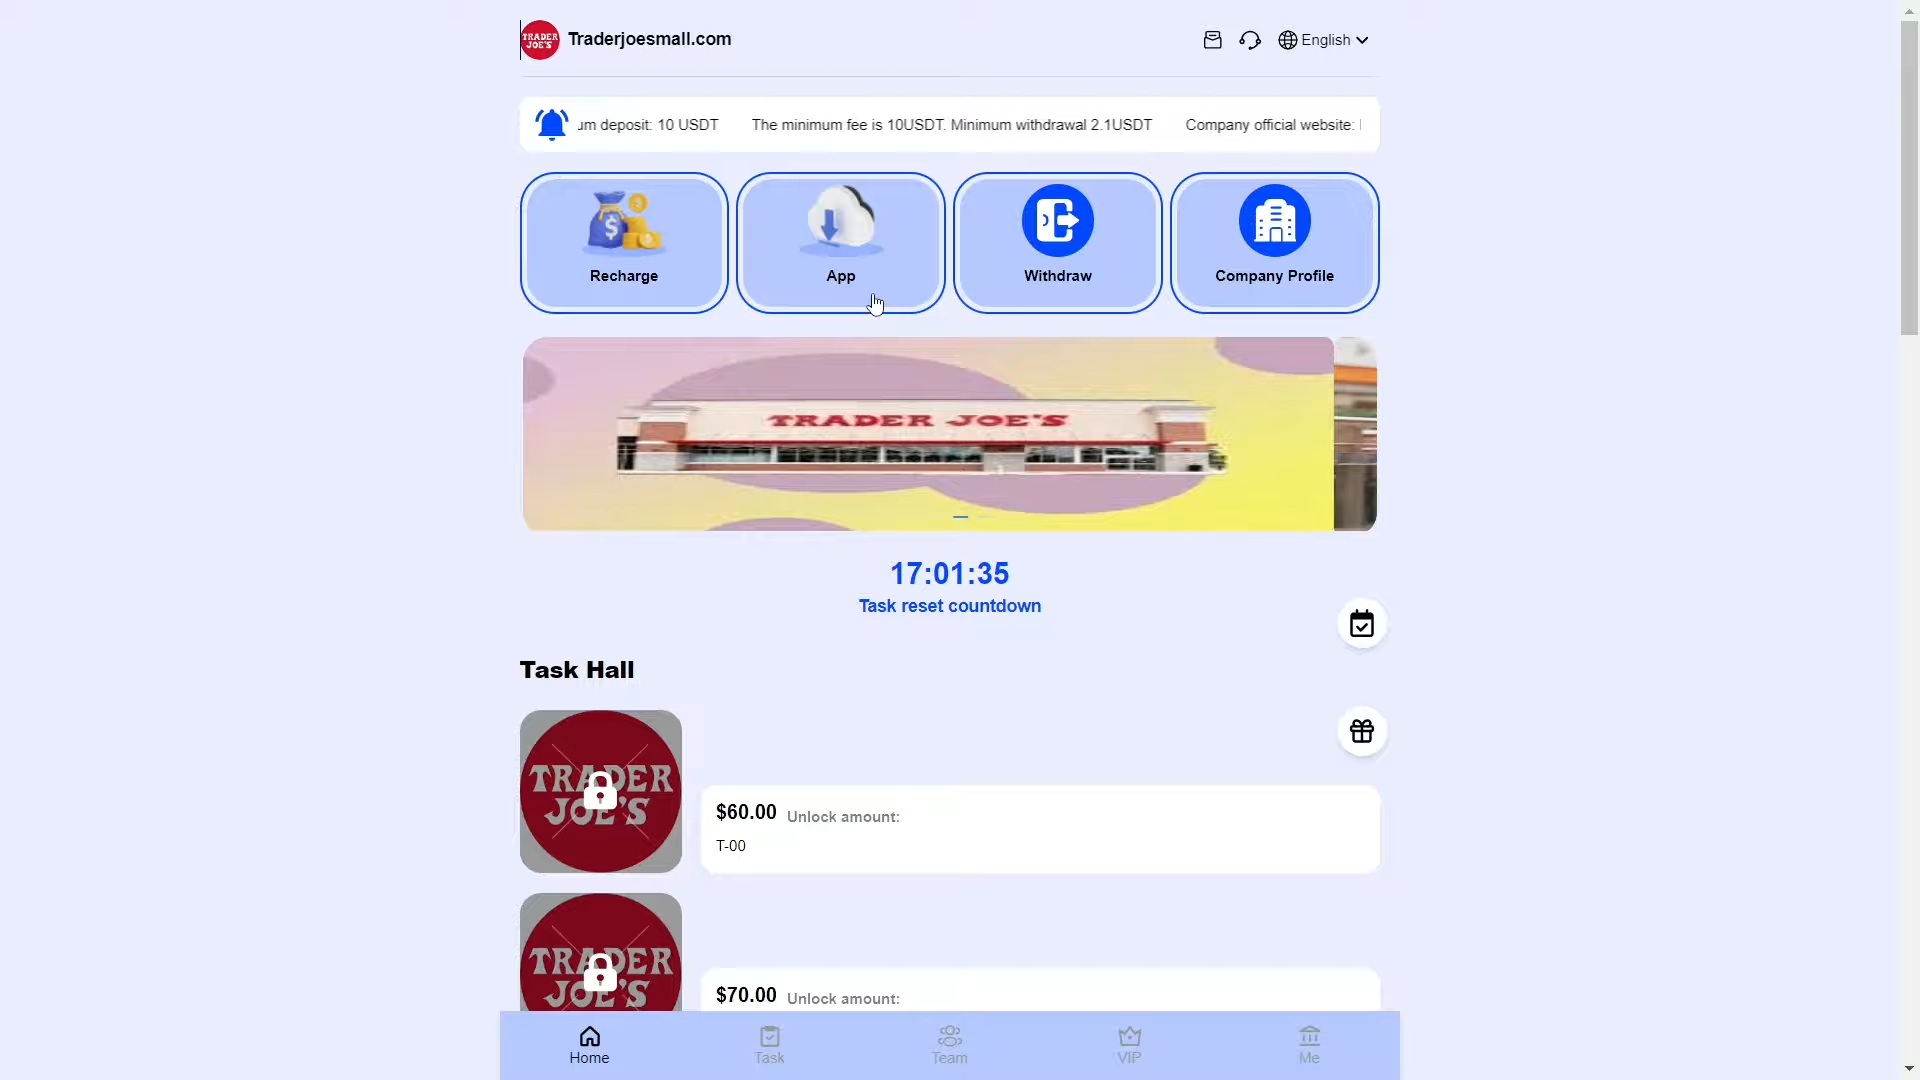 TRADER JOE'S
Traderjoesmall.com
English
um deposit: 10 USDT
The minimum fee is 10USDT. Minimum withdrawal 2.1USDT
Company official website:
Recharge
App
Withdraw
Company Profile
TRADER JOE'S
17:01:35
Task reset countdown
Task Hall
TRADER
JOE'S
$60.00 Unlock amount:
T-00
TRADER
JOE'S
$70.00 Unlock amount:
Home
Task
Team
VIP
Me